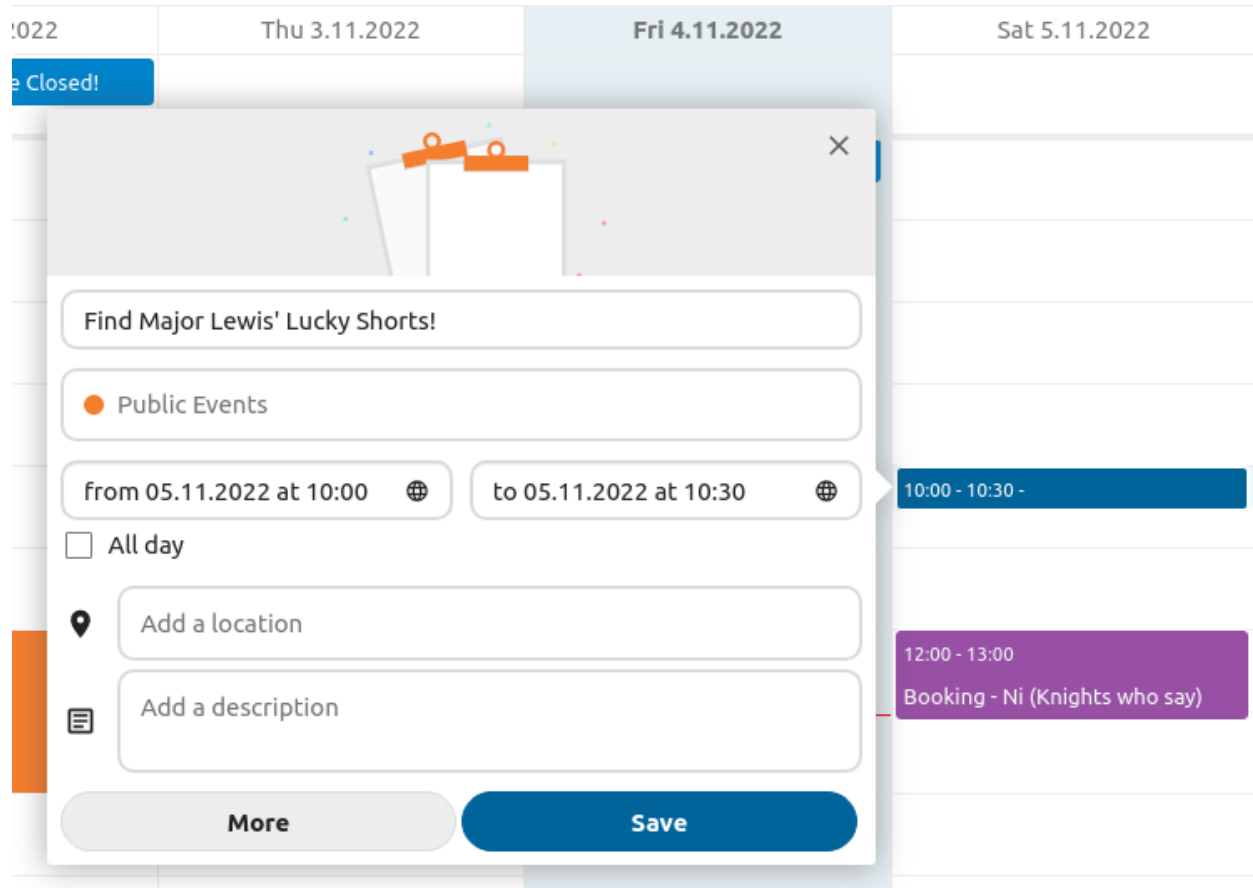 :022
Thu 3.11.2022
Fri 4.11.2022
Sat 5.11.2022
e Closed!
Find Major Lewis' Lucky Shorts!
Public Events
from 05.11.2022 at 10:00
to 05.11.2022 at 10:30
10:00 - 10:30 -
All day
Add a location
12:00 - 13:00
Booking - Ni (Knights who say)
Add a description
More
Save